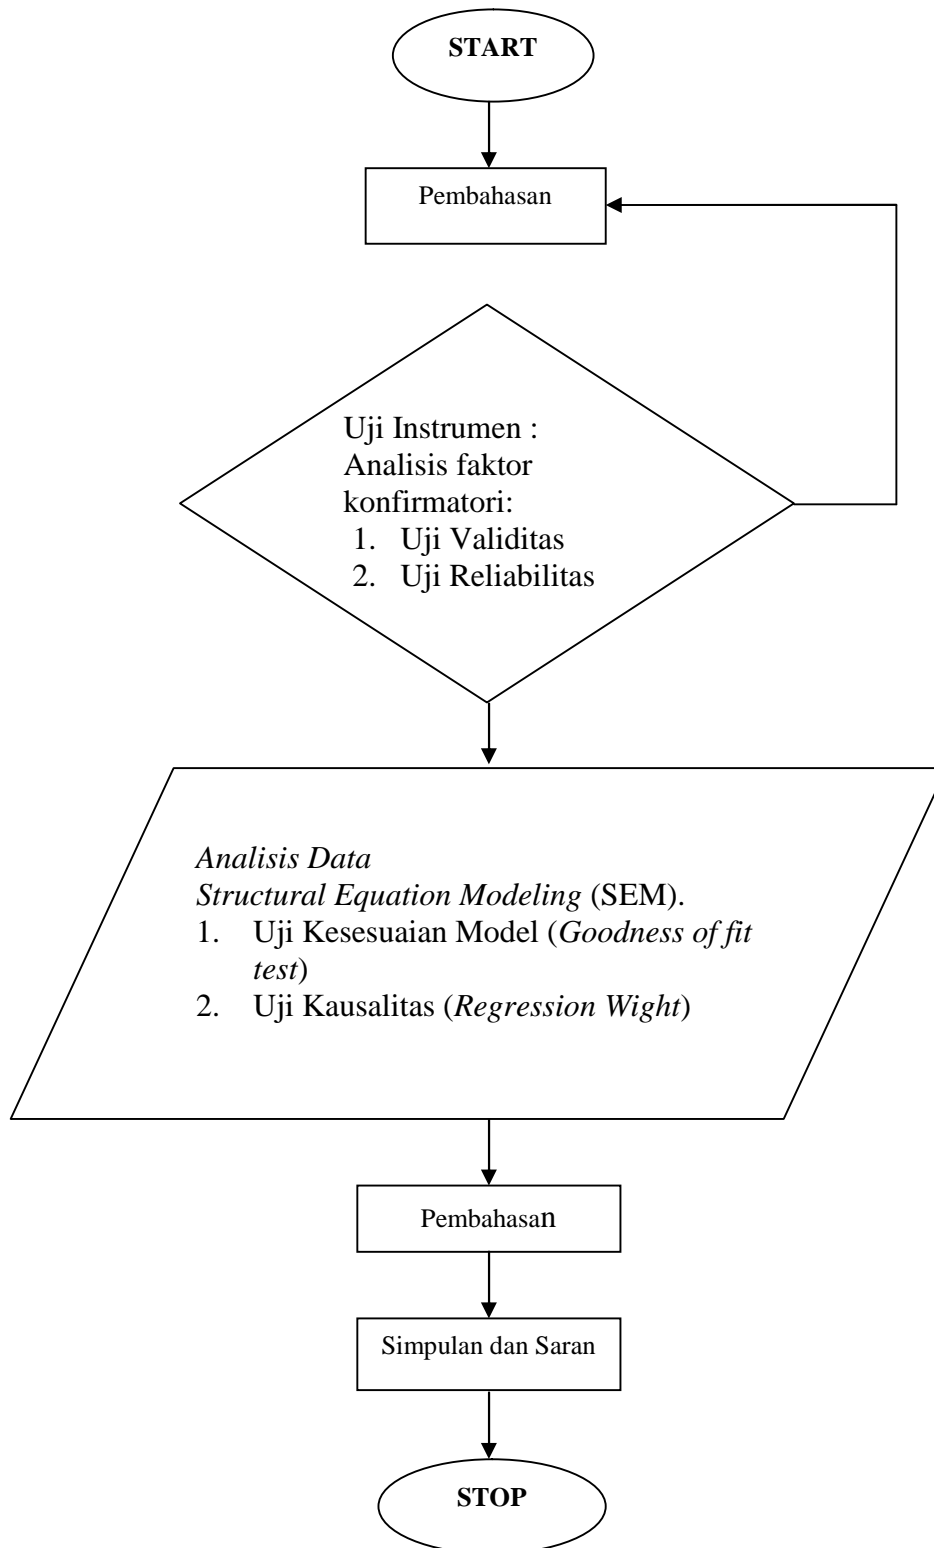 START
Pembahasan
Uji Instrumen :
Analisis faktor
konfirmatori:
1. Uji Validitas
2. Uji Reliabilitas
Analisis Data
Structural Equation Modeling (SEM).
1. Uji Kesesuaian Model (Goodness of fit
test)
2. Uji Kausalitas (Regression Wight)
Pembahasan
Simpulan dan Saran
STOP